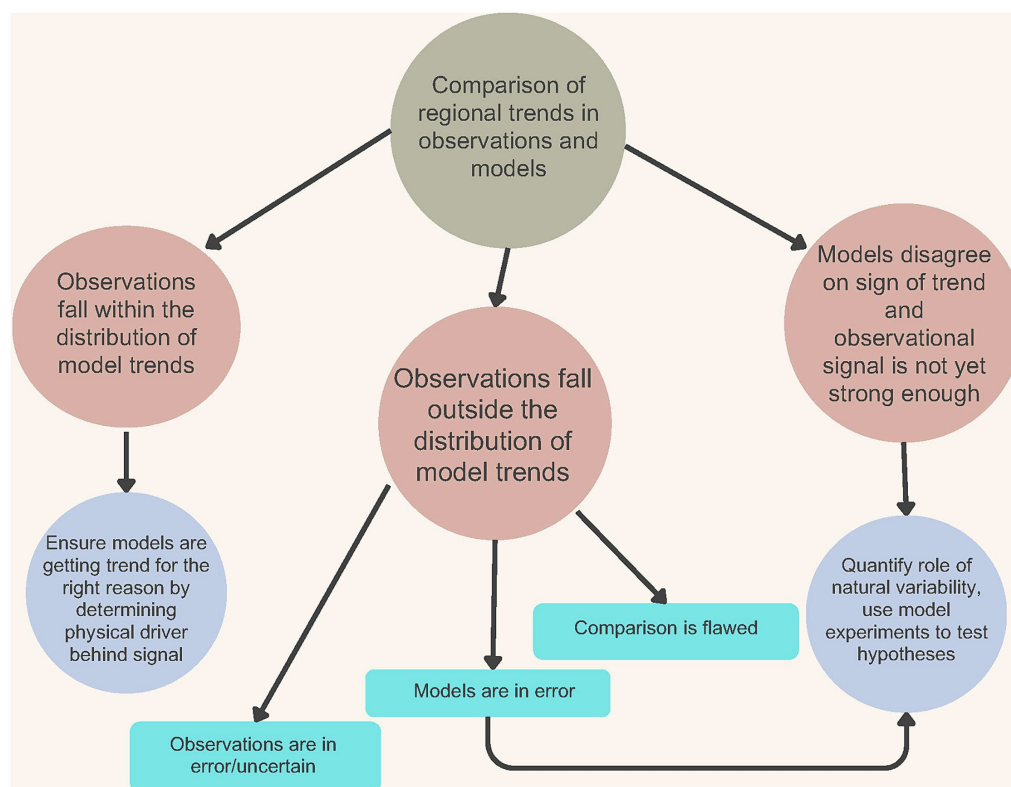 Comparison of
regional trends in
observations and
models
Observations
fall within the
distribution of
model trends
Observations fall
outside the
distribution of
model trends
Models disagree
on sign of trend
and
observational
signal is not yet
strong enough
Ensure models are
getting trend for the
right reason by
determining
physical driver
behind signal
Observations are in
error/uncertain
Models are in error
Comparison is flawed
Quantify role of
natural variability,
use model
experiments to test
hypotheses